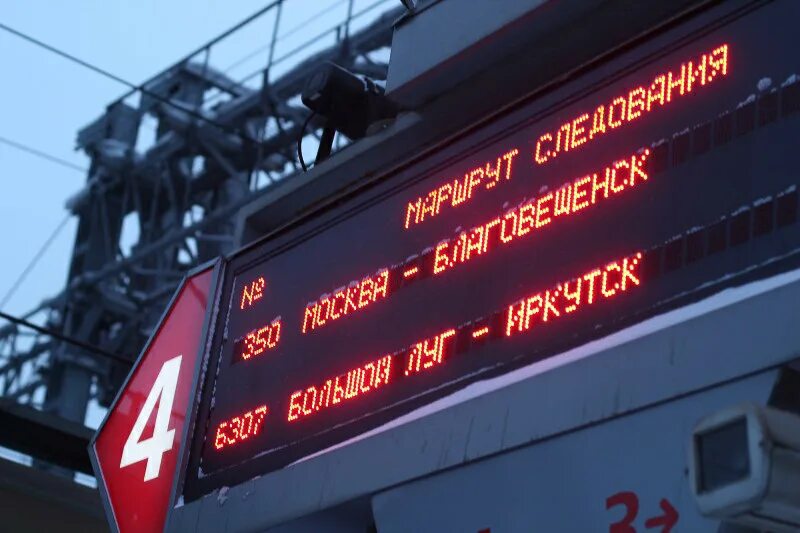 МАРШРУТ СЛЕДОВАНИЯ
№
350 МОСКВА - БЛАГОВЕЩЕНСК
6307 БОЛЬШОЙ ЛУГ - ИРКУТСК
4
3 →